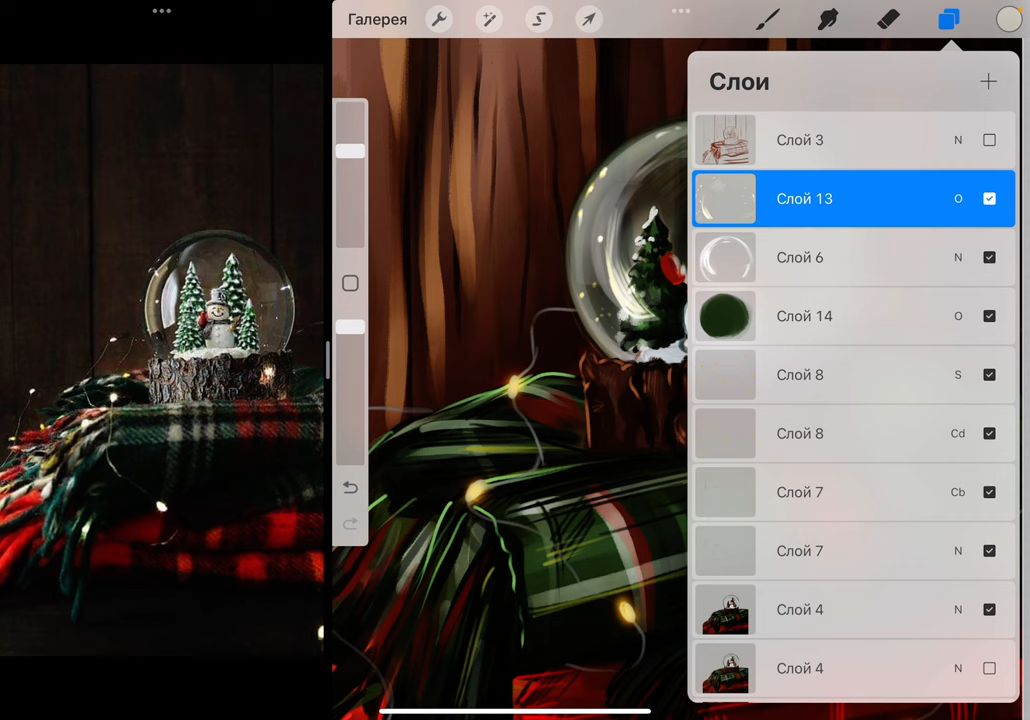 Галерея
Слои
Слой 3 N
Слой 13 O
Слой 6 N
Слой 14 O
Слой 8 S
Слой 8 Cd
Слой 7 Cb
Слой 7 N
Слой 4 N
Слой 4 N